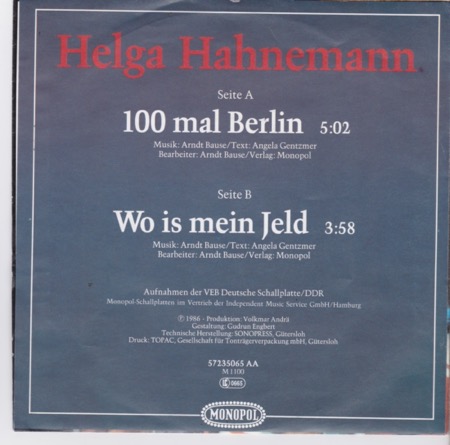 Helga Hahnemann
Seite A
100 mal Berlin 5:02
Musik: Arndt Bause/Text: Angela Gentzmer
Bearbeiter: Arndt Bause/Verlag: Monopol
Seite B
Wo is mein Jeld 3:58
Musik: Arndt Bause/Text: Angela Gentzmer
Bearbeiter: Arndt Bause/Verlag: Monopol
Aufnahmen der VEB Deutsche Schallplatte/DDR
Monopol-Schallplatten im Vertrieb der Independent Music Service GmbH/Hamburg
℗ 1986 - Produktion: Volkmar Andrä
Gestaltung: Gudrun Engbert
Technische Herstellung: SONOPRESS, Gütersloh
Druck: TOPAC, Gesellschaft für Tonträgerverpackung mbH, Gütersloh
57235065 AA
M 1100
LC 0665
MONOPOL